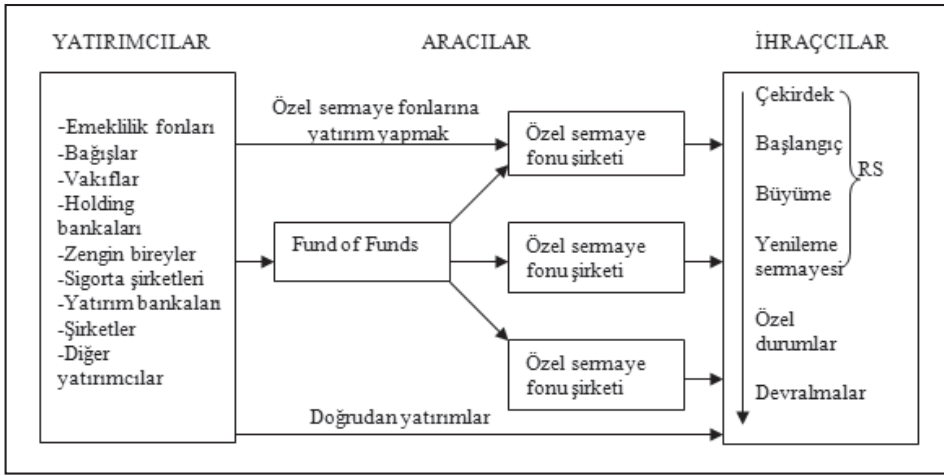 YATIRIMCILAR
ARACILAR
İHRAÇCILAR
-Emeklilik fonları
-Bağışlar
-Vakıflar
-Holding
bankaları
-Zengin bireyler
-Sigorta şirketleri
-Yatırım bankaları
-Şirketler
-Diğer
yatırımcılar
Özel sermaye fonlarına
yatırım yapmak
Fund of Funds
Doğrudan yatırımlar
Özel sermaye
fonu şirketi
Özel sermaye
fonu şirketi
Özel sermaye
fonu şirketi
Çekirdek
Başlangıç
Büyüme
Yenileme
sermayesi
RS
Özel
durumlar
Devralmalar